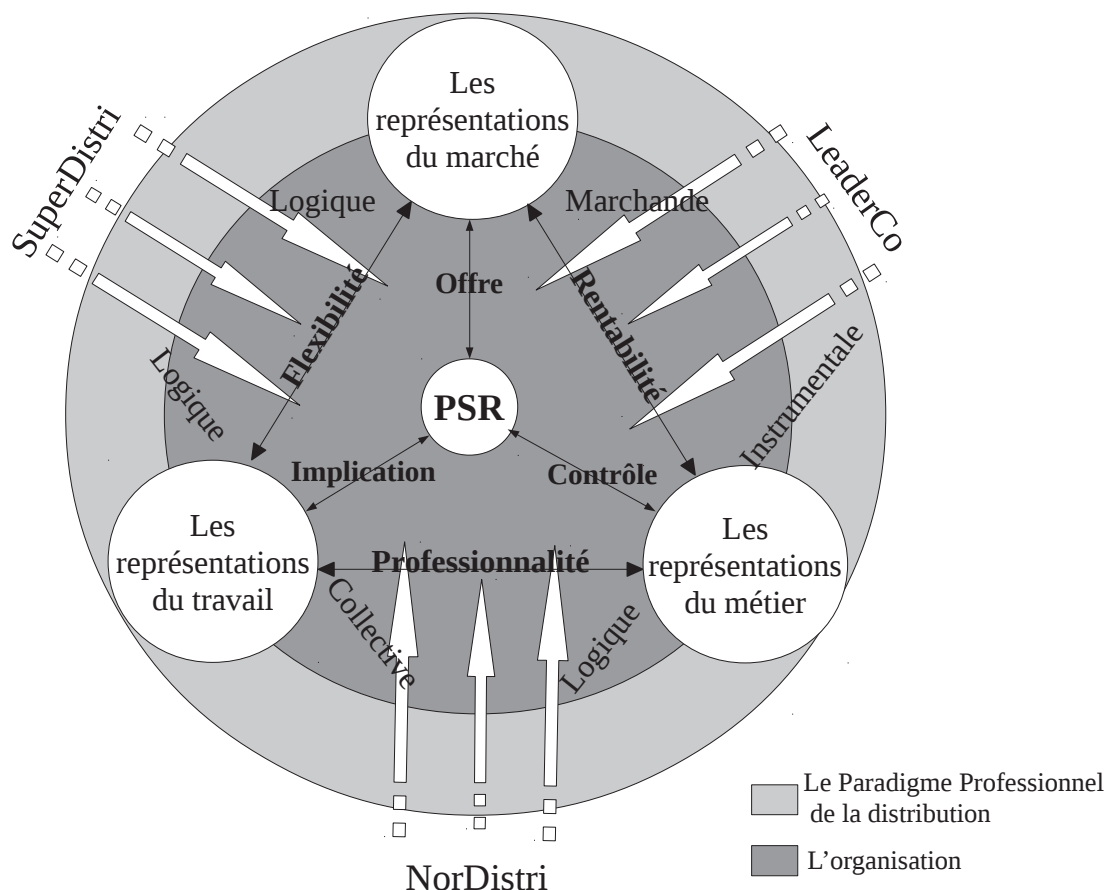 Les
représentations
du marché
SuperDistri
LeaderCo
Logique
Marchande
Offre
Flexibilité
Rentabilité
Logique
Instrumentale
PSR
Implication
Contrôle
Les
représentations
du travail
Professionnalité
Les
représentations
du métier
Collective
Logique
Le Paradigme Professionnel
de la distribution
L'organisation
NorDistri